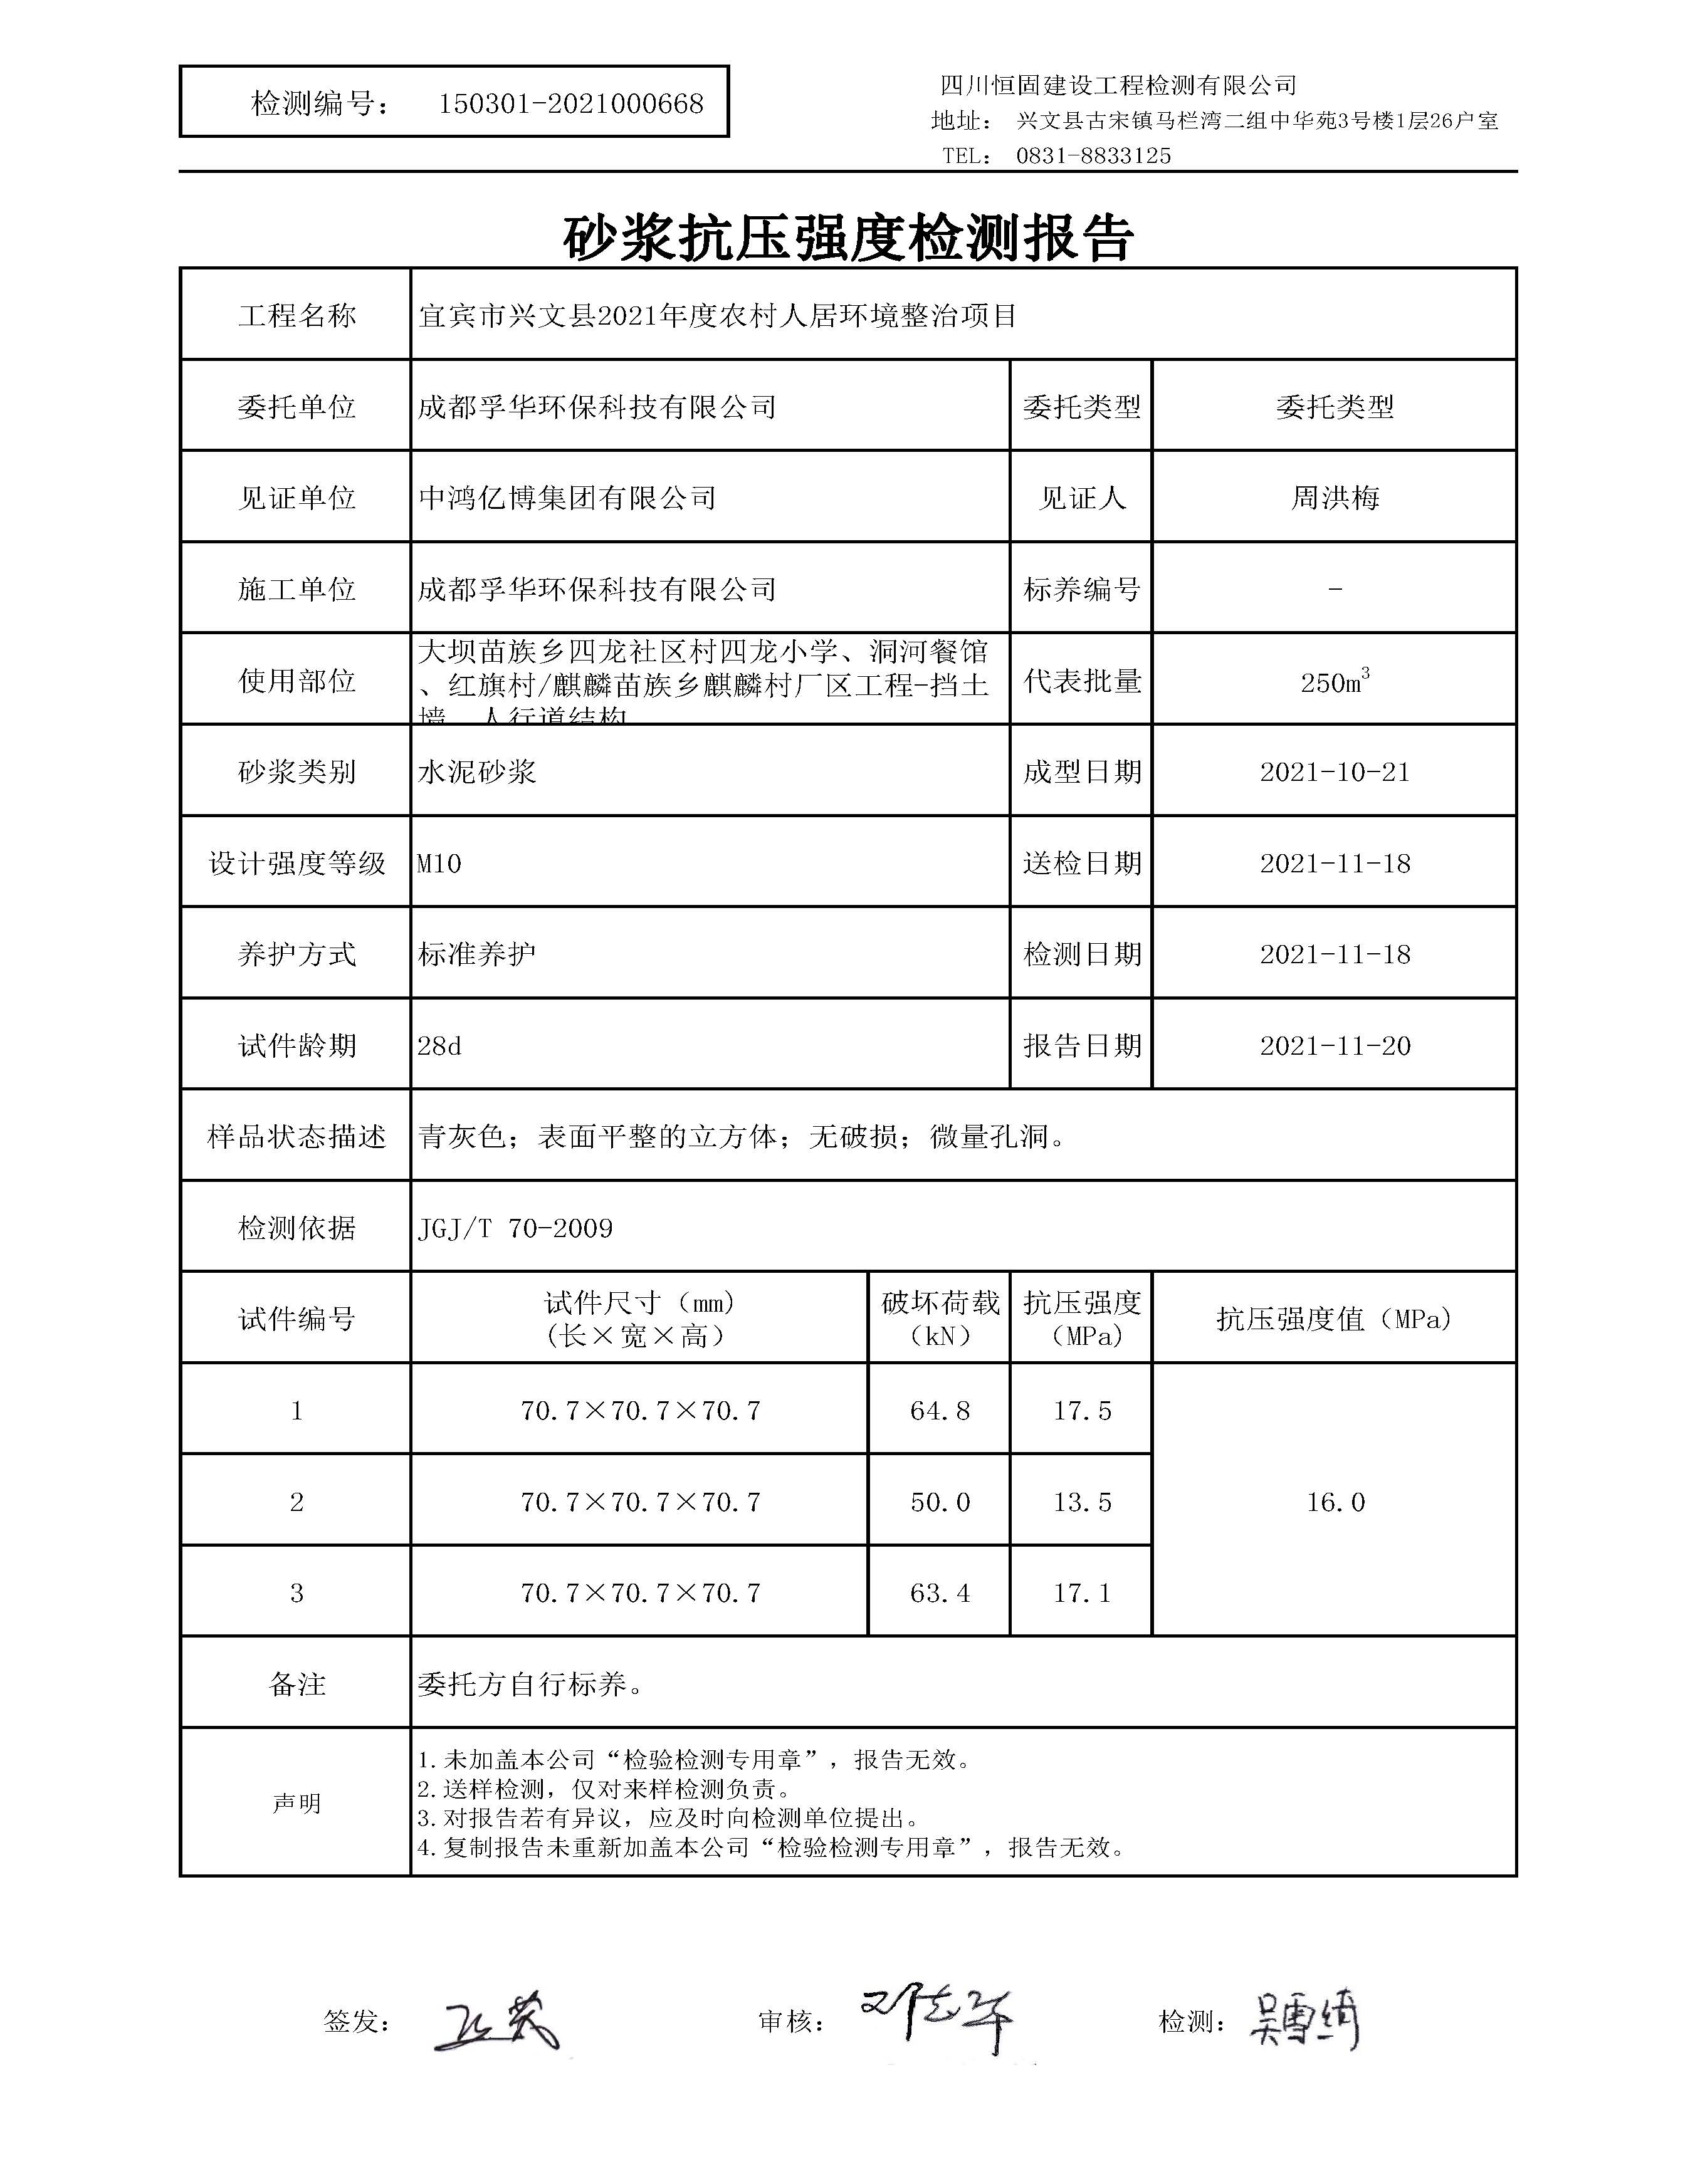 检测编号： 150301-2021000668
四川恒固建设工程检测有限公司
地址： 兴文县古宋镇马栏湾二组中华苑3号楼1层26户室
TEL： 0831-8833125
砂浆抗压强度检测报告
工程名称 宜宾市兴文县2021年度农村人居环境整治项目
委托单位 成都孚华环保科技有限公司 委托类型 委托类型
见证单位 中鸿亿博集团有限公司 见证人 周洪梅
施工单位 成都孚华环保科技有限公司 标养编号 -
使用部位 大坝苗族乡四龙社区村四龙小学、洞河餐馆
、红旗村/麒麟苗族乡麒麟村厂区工程-挡土
墙、人行道结构
代表批量 250m³
砂浆类别 水泥砂浆 成型日期 2021-10-21
设计强度等级 M10 送检日期 2021-11-18
养护方式 标准养护 检测日期 2021-11-18
试件龄期 28d 报告日期 2021-11-20
样品状态描述 青灰色；表面平整的立方体；无破损；微量孔洞。
检测依据 JGJ/T 70-2009
试件编号 试件尺寸（mm）
(长×宽×高） 破坏荷载
（kN） 抗压强度
（MPa） 抗压强度值（MPa）
1 70.7×70.7×70.7 64.8 17.5
2 70.7×70.7×70.7 50.0 13.5 16.0
3 70.7×70.7×70.7 63.4 17.1
备注 委托方自行标养。
声明
1.未加盖本公司“检验检测专用章”，报告无效。
2.送样检测，仅对来样检测负责。
3.对报告若有异议，应及时向检测单位提出。
4.复制报告未重新加盖本公司“检验检测专用章”，报告无效。
签发： 审核： 检测： 吴雪绮